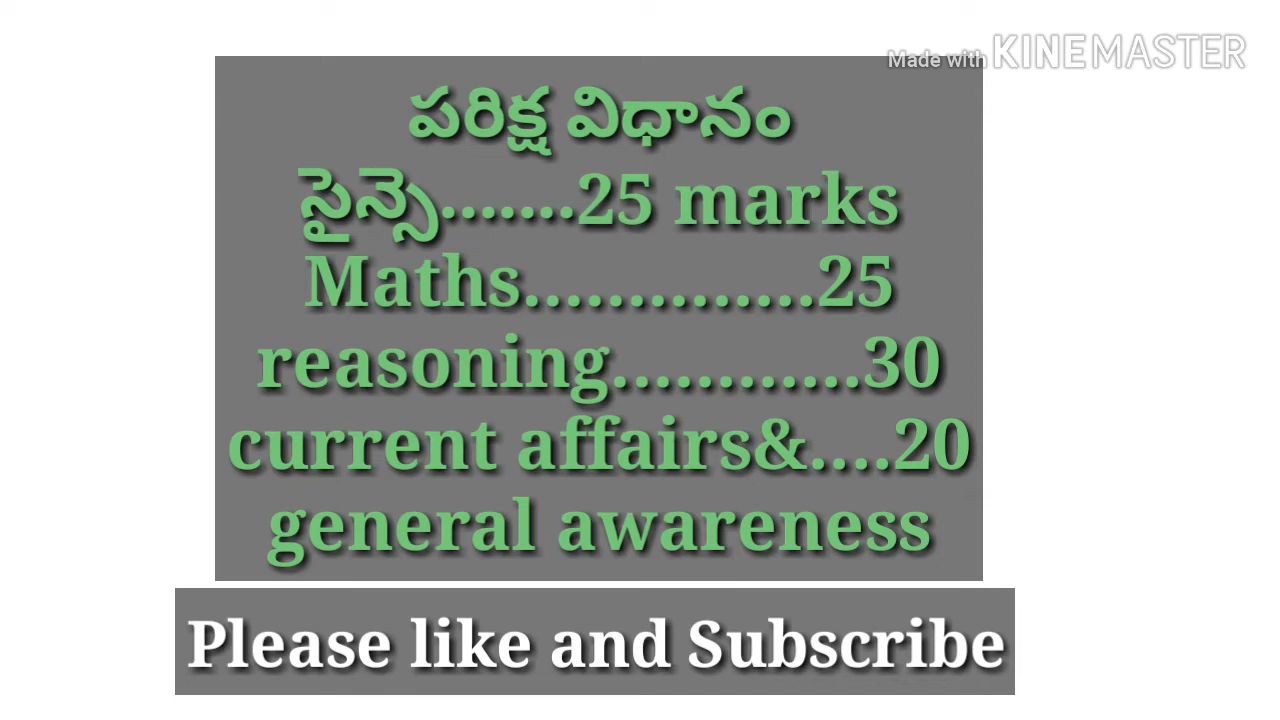 Made with KINEMASTER
పరిక్ష విధానం
సైన్సె.......25 marks
Maths..............25
reasoning............30
current affairs&....20
general awareness
Please like and Subscribe